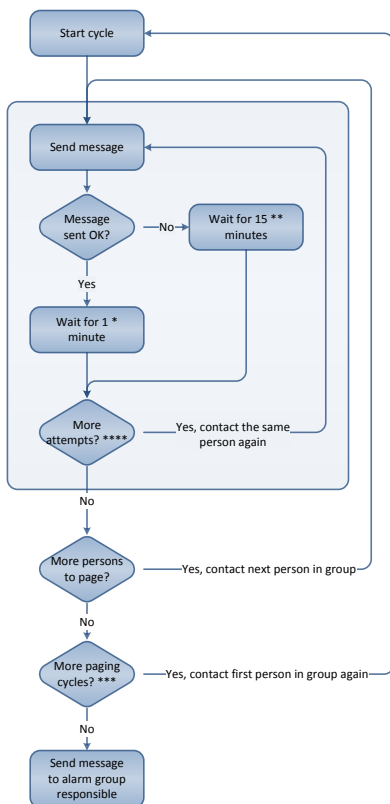 Start cycle
Send message
Message
sent OK?
No
Wait for 15 **
minutes
Yes
Wait for 1 *
minute
More
attempts? ****
Yes, contact the same
person again
No
More persons
to page?
Yes, contact next person in group
No
More paging
cycles? ***
Yes, contact first person in group again
No
Send message
to alarm group
responsible